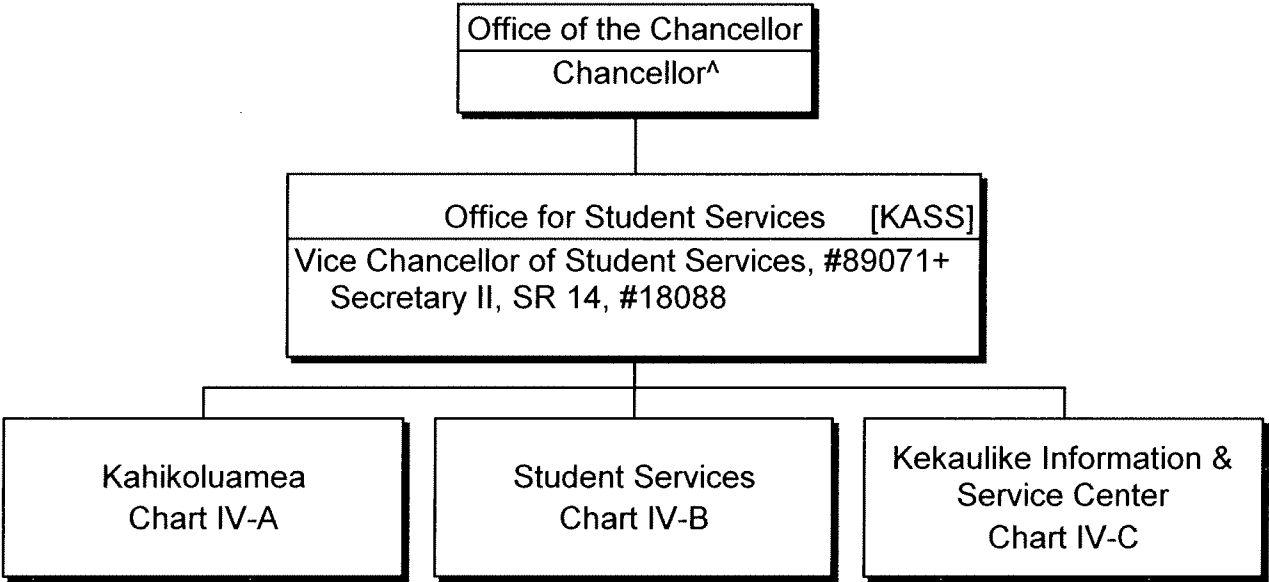 Office of the Chancellor
Chancellor^
Office for Student Services [KASS]
Vice Chancellor of Student Services, #89071+
Secretary II, SR 14, #18088
Kahikoluamea
Chart IV-A
Student Services
Chart IV-B
Kekaulike Information &
Service Center
Chart IV-C